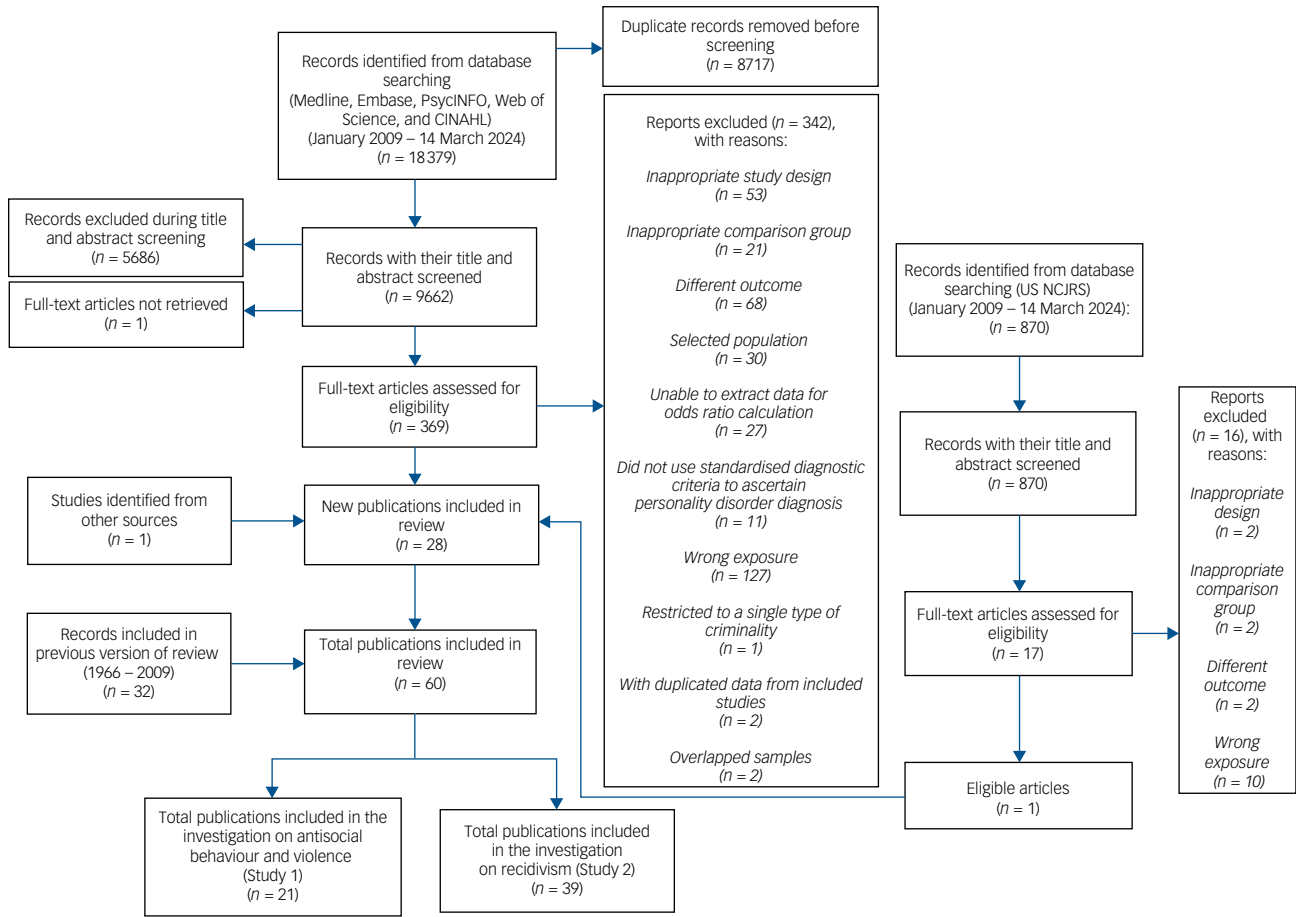 Records identified from database
searching
(Medline, Embase, PsycINFO, Web of
Science, and CINAHL)
(January 2009 – 14 March 2024)
(n = 18 379)
Duplicate records removed before
screening
(n = 8717)
Records excluded during title
and abstract screening
(n = 5686)
Full-text articles not retrieved
(n = 1)
Records with their title and
abstract screened
(n = 9662)
Full-text articles assessed for
eligibility
(n = 369)
Reports excluded (n = 342),
with reasons:
Inappropriate study design
(n = 53)
Inappropriate comparison group
(n = 21)
Different outcome
(n = 68)
Selected population
(n = 30)
Unable to extract data for
odds ratio calculation
(n = 27)
Did not use standardised diagnostic
criteria to ascertain
personality disorder diagnosis
(n = 11)
Wrong exposure
(n = 127)
Restricted to a single type of
criminality
(n = 1)
With duplicated data from included
studies
(n = 2)
Overlapped samples
(n = 2)
Records identified from database
searching (US NCJRS)
(January 2009 – 14 March 2024):
(n = 870)
Records with their title and
abstract screened
(n = 870)
Full-text articles assessed for
eligibility
(n = 17)
Reports
excluded
(n = 16), with
reasons:
Inappropriate
design
(n = 2)
Inappropriate
comparison
group
(n = 2)
Different
outcome
(n = 2)
Wrong
exposure
(n = 10)
Eligible articles
(n = 1)
Studies identified from
other sources
(n = 1)
New publications included in
review
(n = 28)
Records included in
previous version of review
(1966 – 2009)
(n = 32)
Total publications included in
review
(n = 60)
Total publications included in the
investigation on antisocial
behaviour and violence
(Study 1)
(n = 21)
Total publications included
in the investigation
on recidivism (Study 2)
(n = 39)